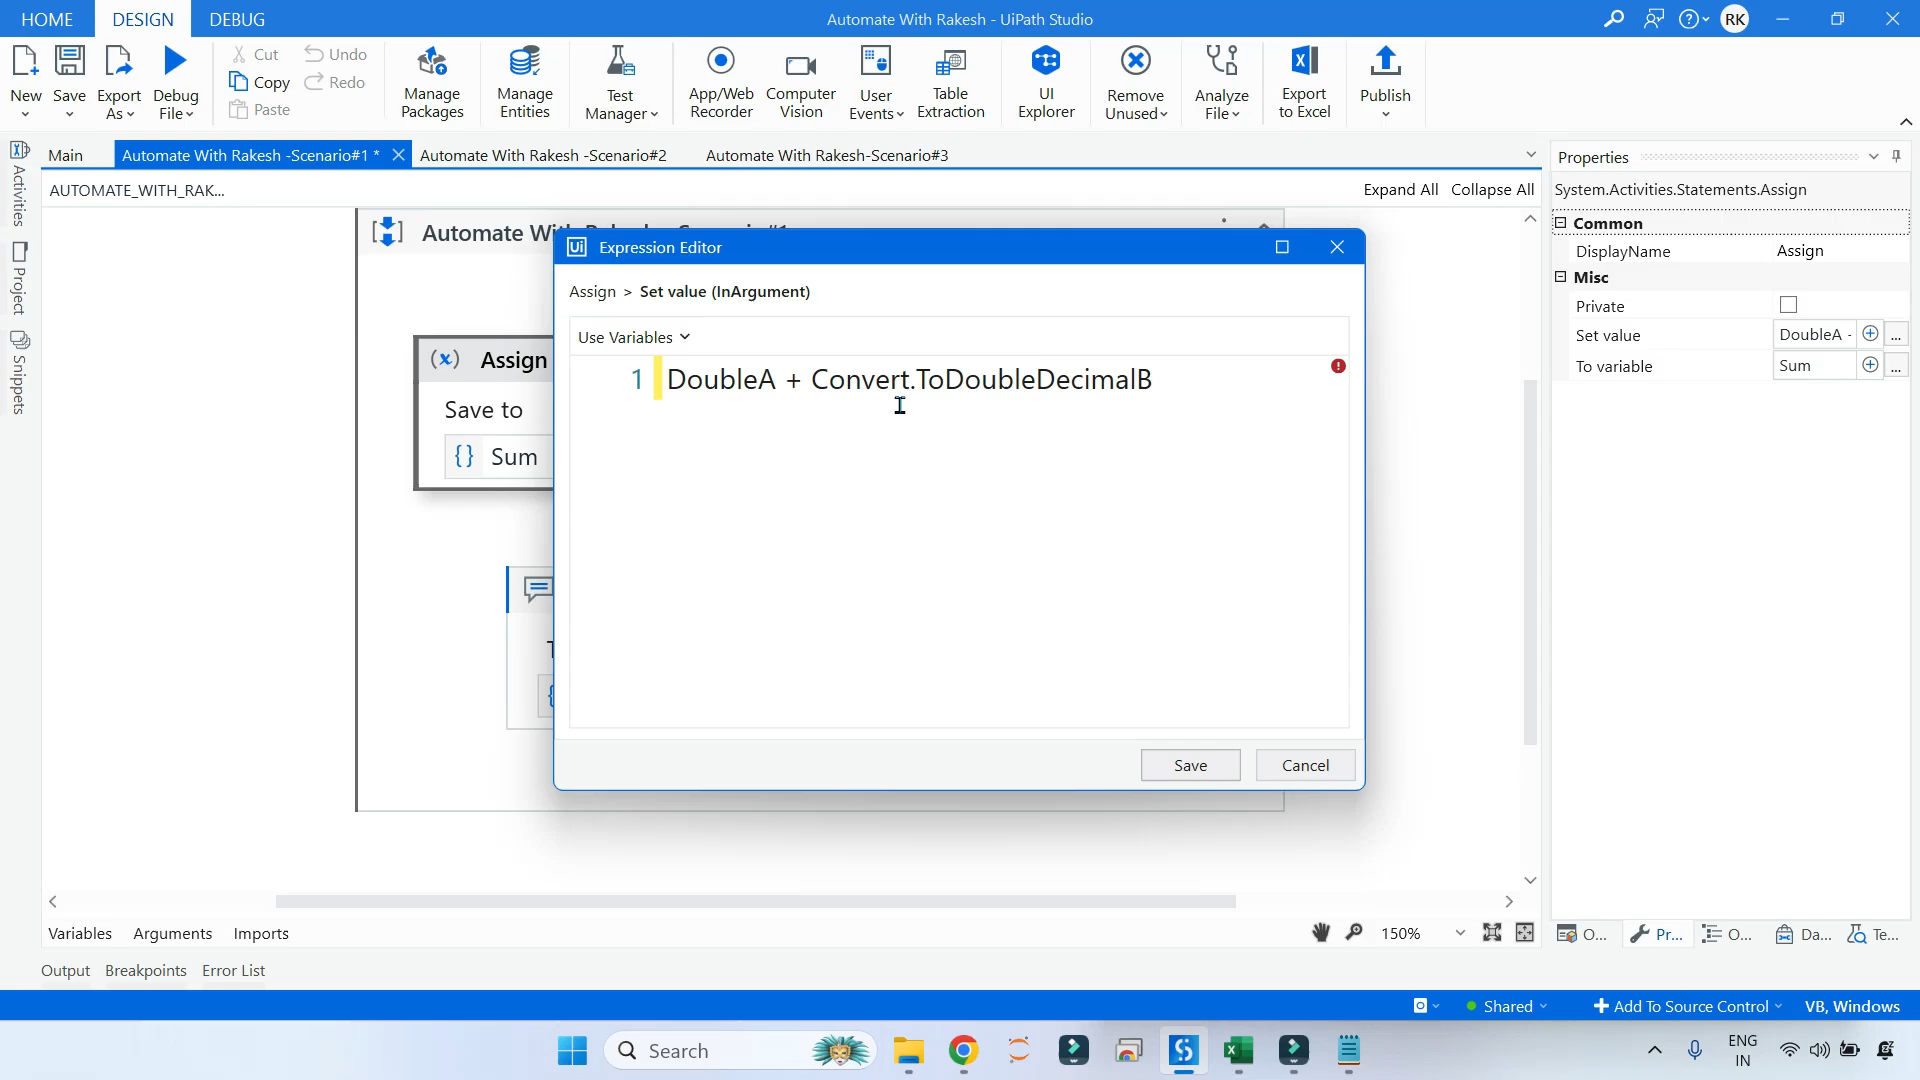 HOME DESIGN DEBUG Automate With Rakesh - UiPath Studio RK
New Save Export As Debug File Cut Copy Paste Undo Redo Manage Packages Manage Entities Test Manager App/Web Recorder Computer Vision User Events Table Extraction UI Explorer Remove Unused Analyze File Export to Excel Publish
Main Automate With Rakesh -Scenario#1 * Automate With Rakesh -Scenario#2 Automate With Rakesh-Scenario#3
AUTOMATE_WITH_RAK... Expand All Collapse All
Activities
Project
Snippets
Automate With
Expression Editor
Assign > Set value (InArgument)
Use Variables
1 DoubleA + Convert.ToDoubleDecimalB
Save Cancel
(x) Assign
Save to
{} Sum
Properties
System.Activities.Statements.Assign
Common
DisplayName Assign
Misc
Private
Set value DoubleA - ...
To variable Sum ...
Variables Arguments Imports 150%
O... Pr... O... Da... Te...
Output Breakpoints Error List
Shared Add To Source Control VB, Windows
Search ENG IN